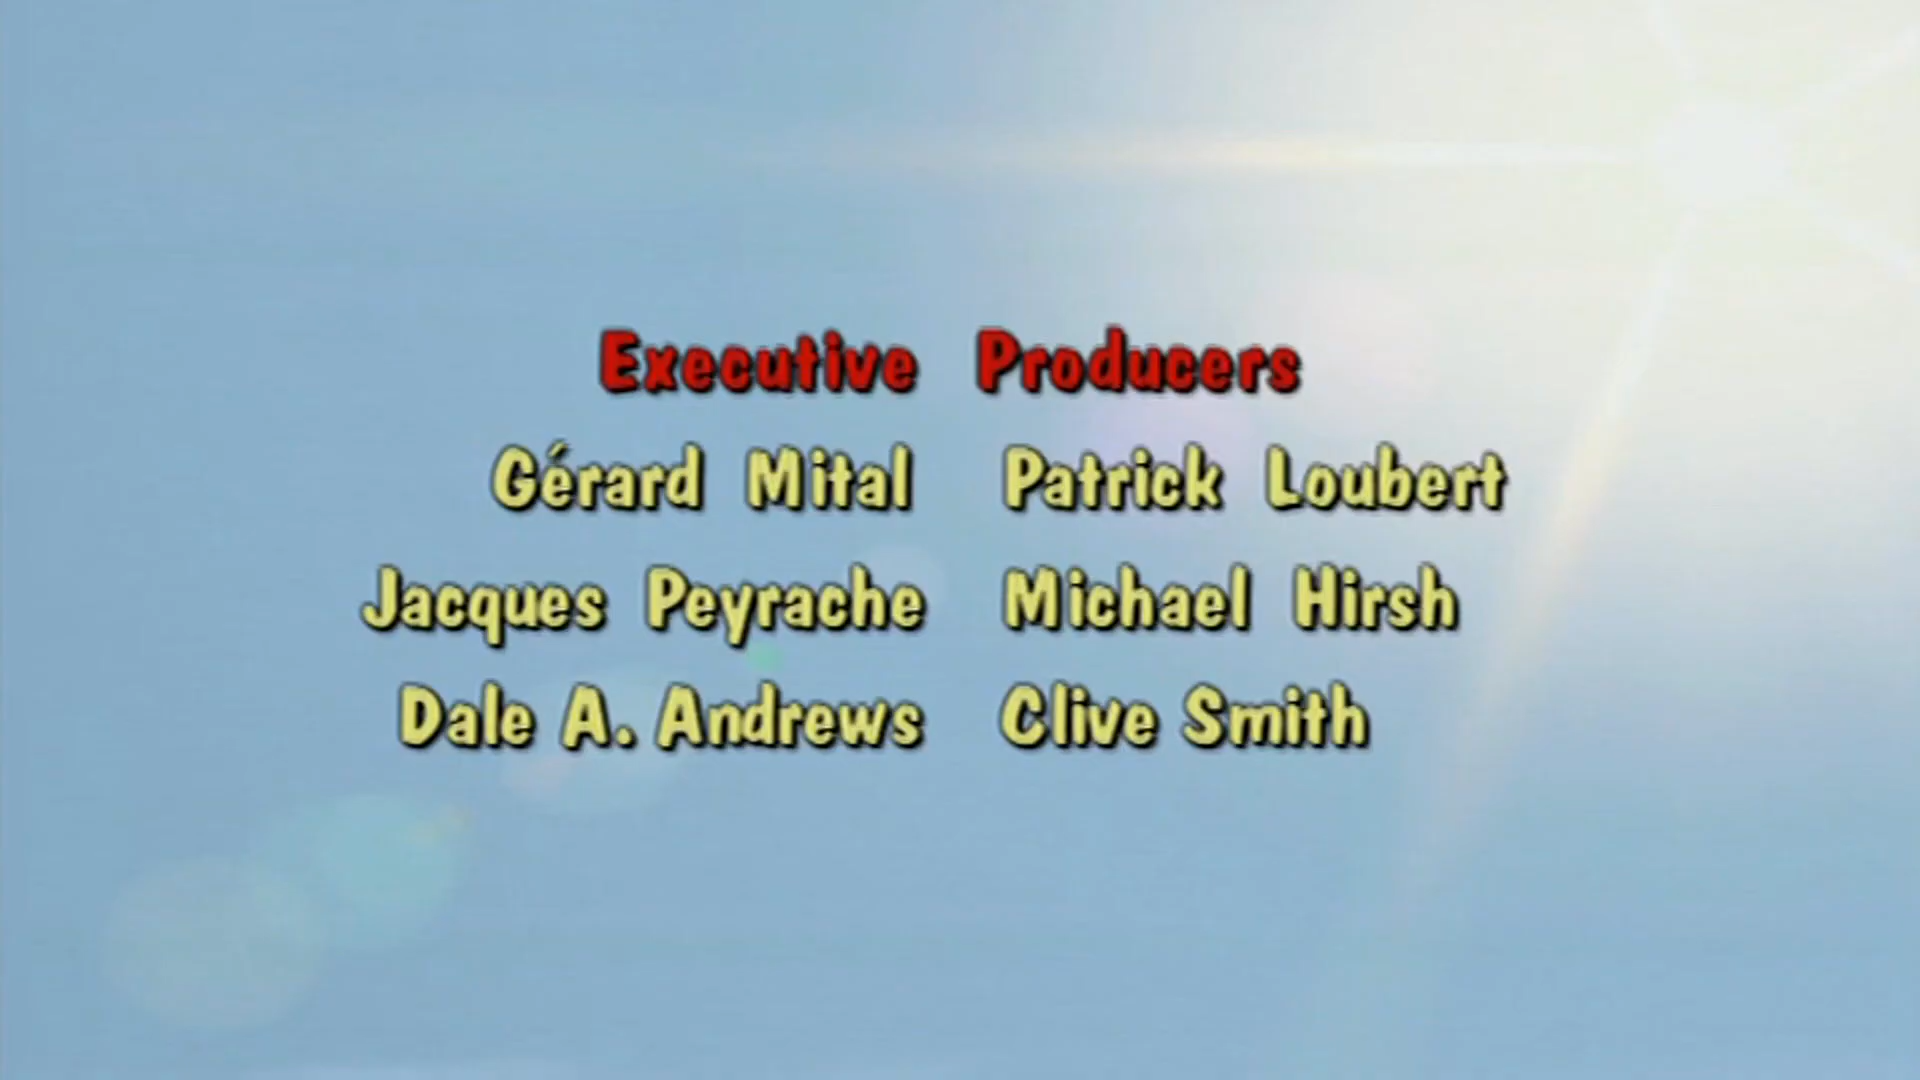 Executive Producers
Gérard Mital Patrick Loubert
Jacques Peyrache Michael Hirsh
Dale A. Andrews Clive Smith